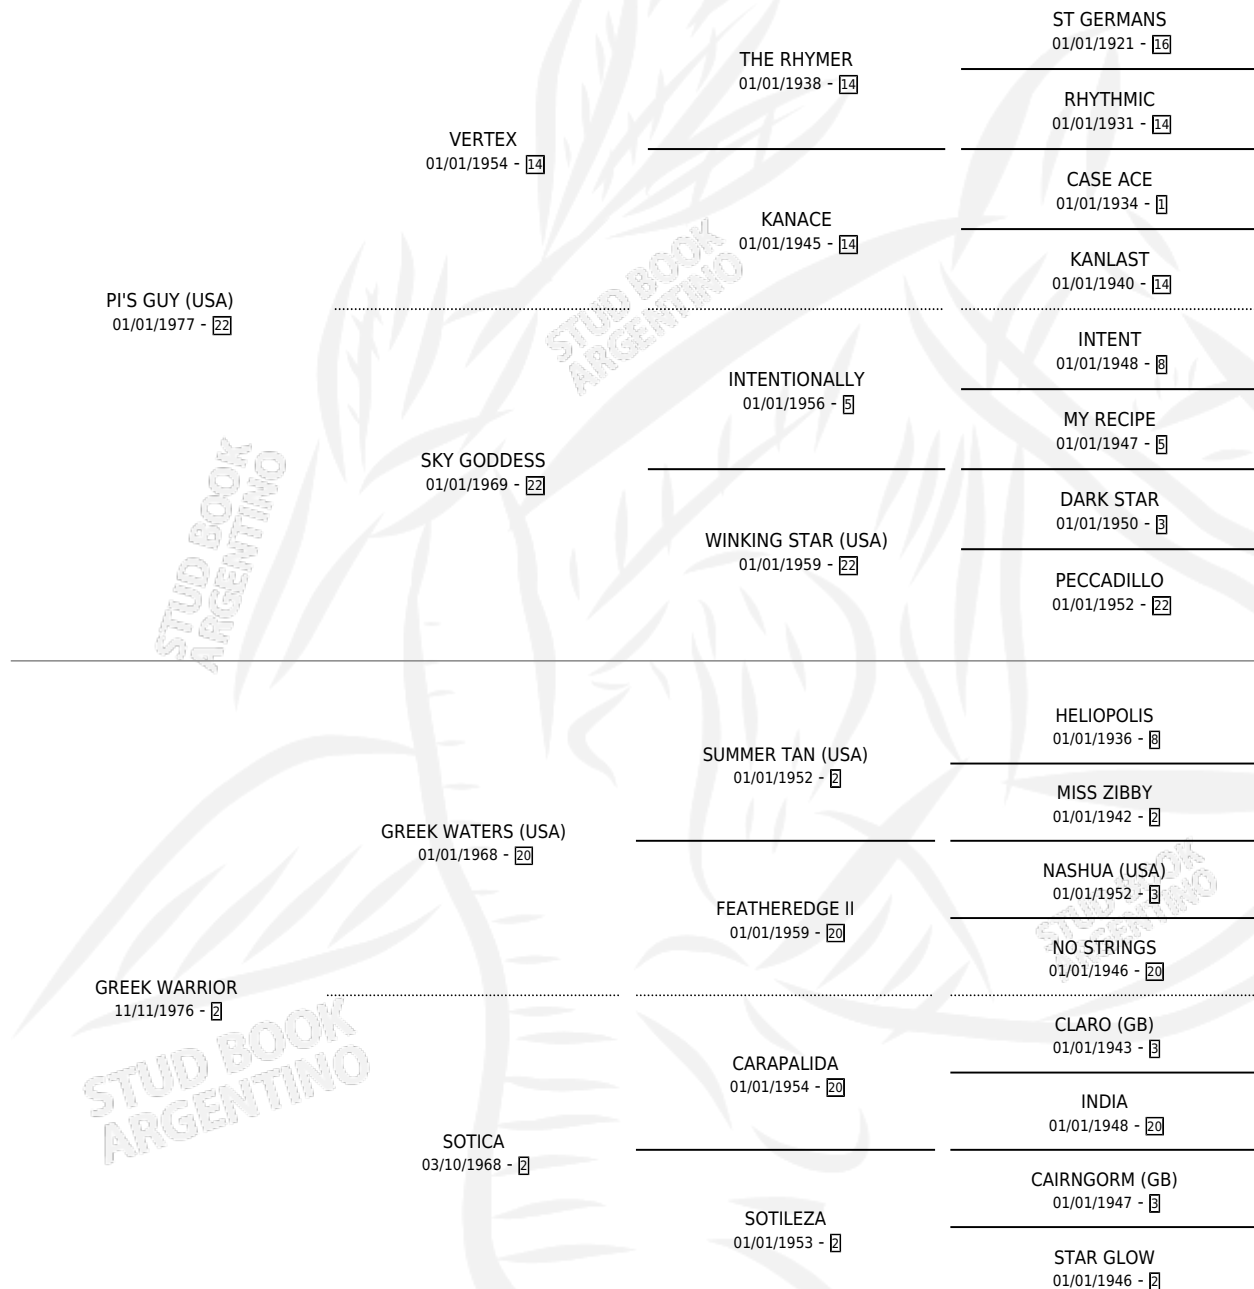 ST GERMANS
01/01/1921 - 16
THE RHYMER
01/01/1938 - 14
RHYTHMIC
01/01/1931 - 14
VERTEX
01/01/1954 - 14
CASE ACE
01/01/1934 - 1
KANACE
01/01/1945 - 14
KANLAST
01/01/1940 - 14
PI'S GUY (USA)
01/01/1977 - 22
INTENT
01/01/1948 - 8
INTENTIONALLY
01/01/1956 - 5
MY RECIPE
01/01/1947 - 5
SKY GODDESS
01/01/1969 - 22
DARK STAR
01/01/1950 - 3
WINKING STAR (USA)
01/01/1959 - 22
PECCADILLO
01/01/1952 - 22
HELIOPOLIS
01/01/1936 - 8
SUMMER TAN (USA)
01/01/1952 - 2
MISS ZIBBY
01/01/1942 - 2
GREEK WATERS (USA)
01/01/1968 - 20
NASHUA (USA)
01/01/1952 - 3
FEATHEREDGE II
01/01/1959 - 20
NO STRINGS
01/01/1946 - 20
GREEK WARRIOR
11/11/1976 - 2
CLARO (GB)
01/01/1943 - 3
CARAPALIDA
01/01/1954 - 20
INDIA
01/01/1948 - 20
SOTICA
03/10/1968 - 2
CAIRNGORM (GB)
01/01/1947 - 3
SOTILEZA
01/01/1953 - 2
STAR GLOW
01/01/1946 - 2
STUD BOOK
ARGENTINO
STUD BOOK
ARGENTINO
STUD BOOK
ARGENTINO
STUD BOOK
ARGENTINO